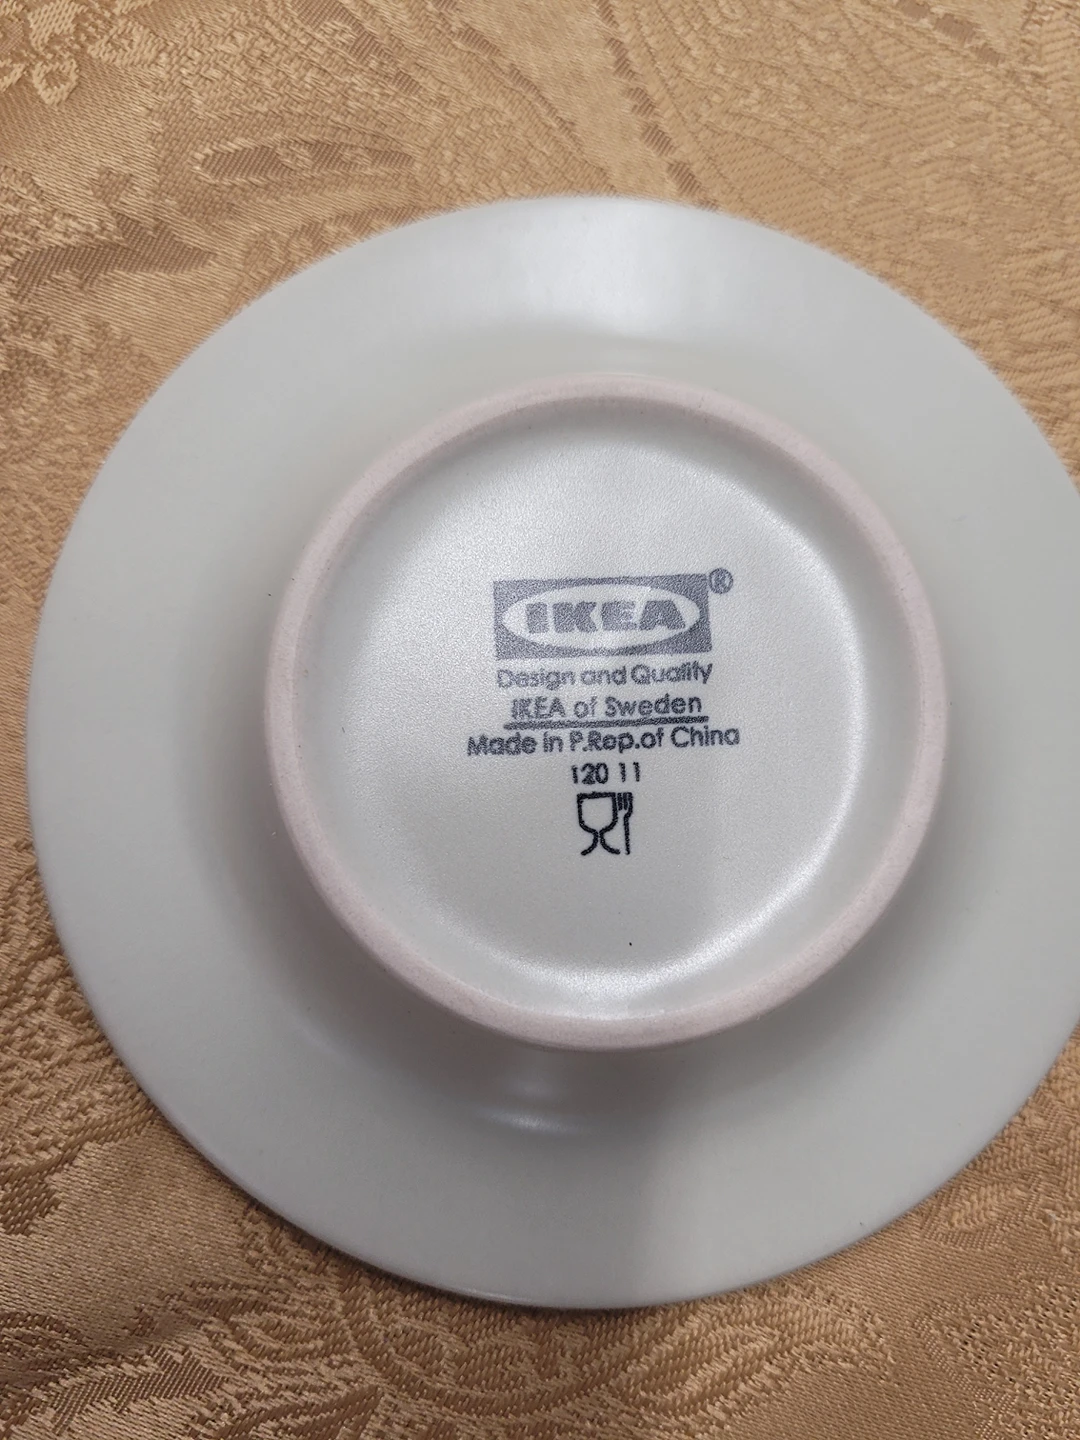 IKEA®
Design and Quality
IKEA of Sweden
Made in P.Rep.of China
120 11